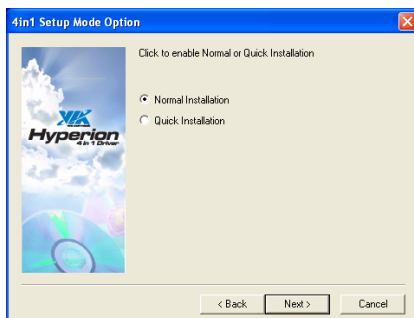 4in1 Setup Mode Option
Click to enable Normal or Quick Installation
VIA
Hyperion
4 in 1 Driver
Normal Installation
Quick Installation
< Back
Next >
Cancel